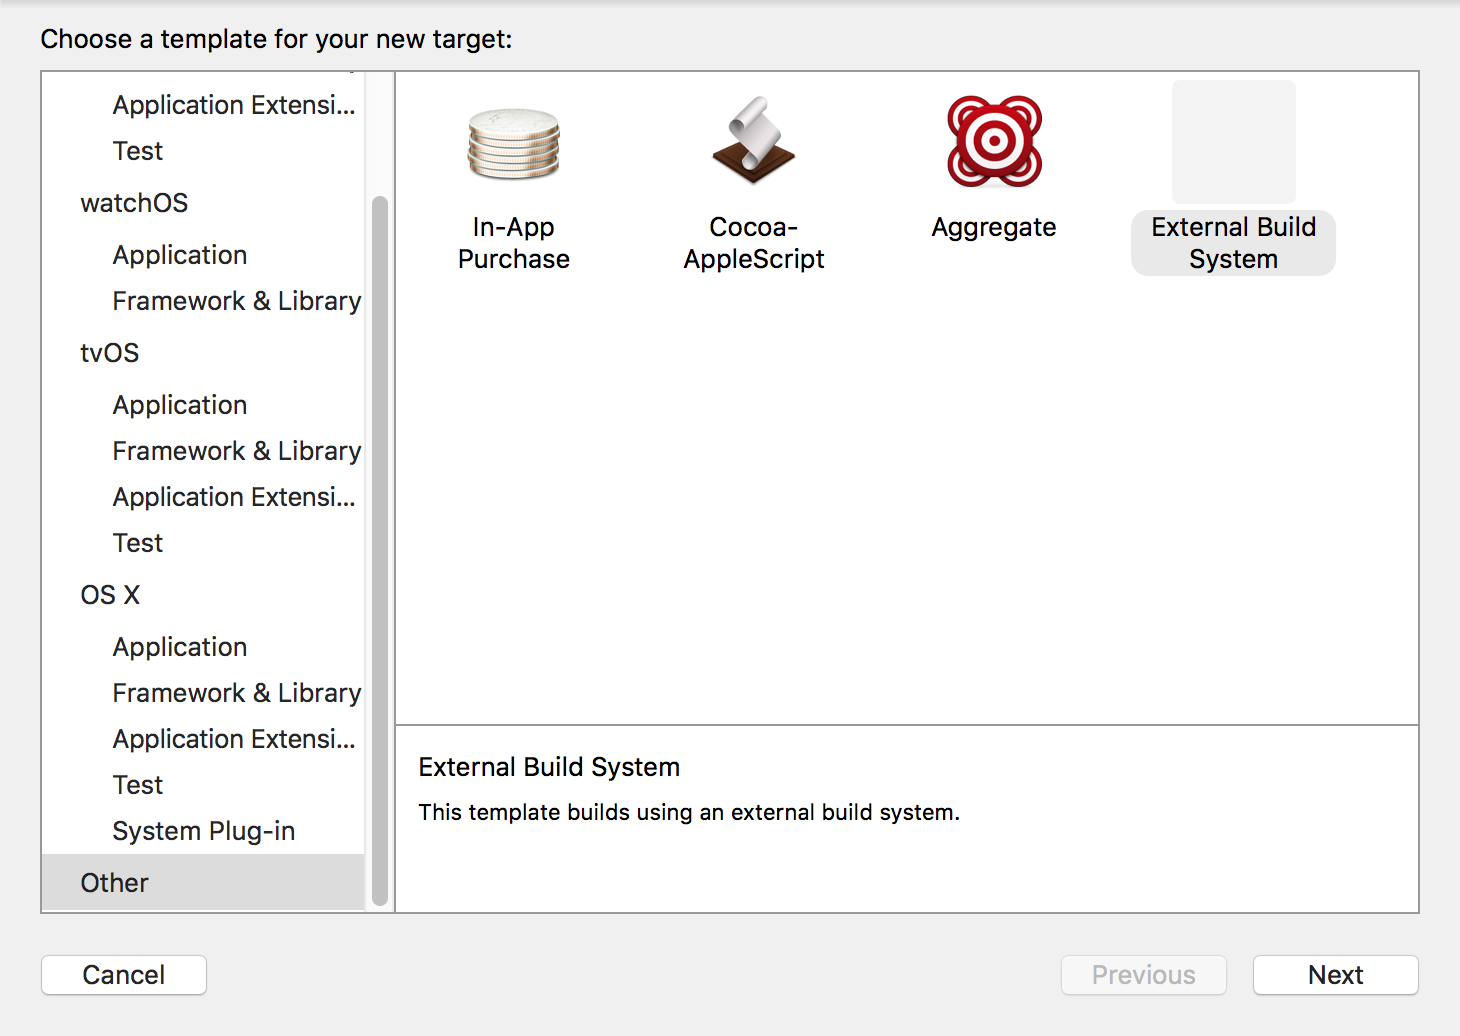 Choose a template for your new target:
Application Extensi...
Test
watchOS
Application
Framework & Library
tvOS
Application
Framework & Library
Application Extensi...
Test
OS X
Application
Framework & Library
Application Extensi...
Test
System Plug-in
Other
In-App
Purchase
Cocoa-
AppleScript
Aggregate
External Build
System
External Build System
This template builds using an external build system.
Cancel
Previous
Next